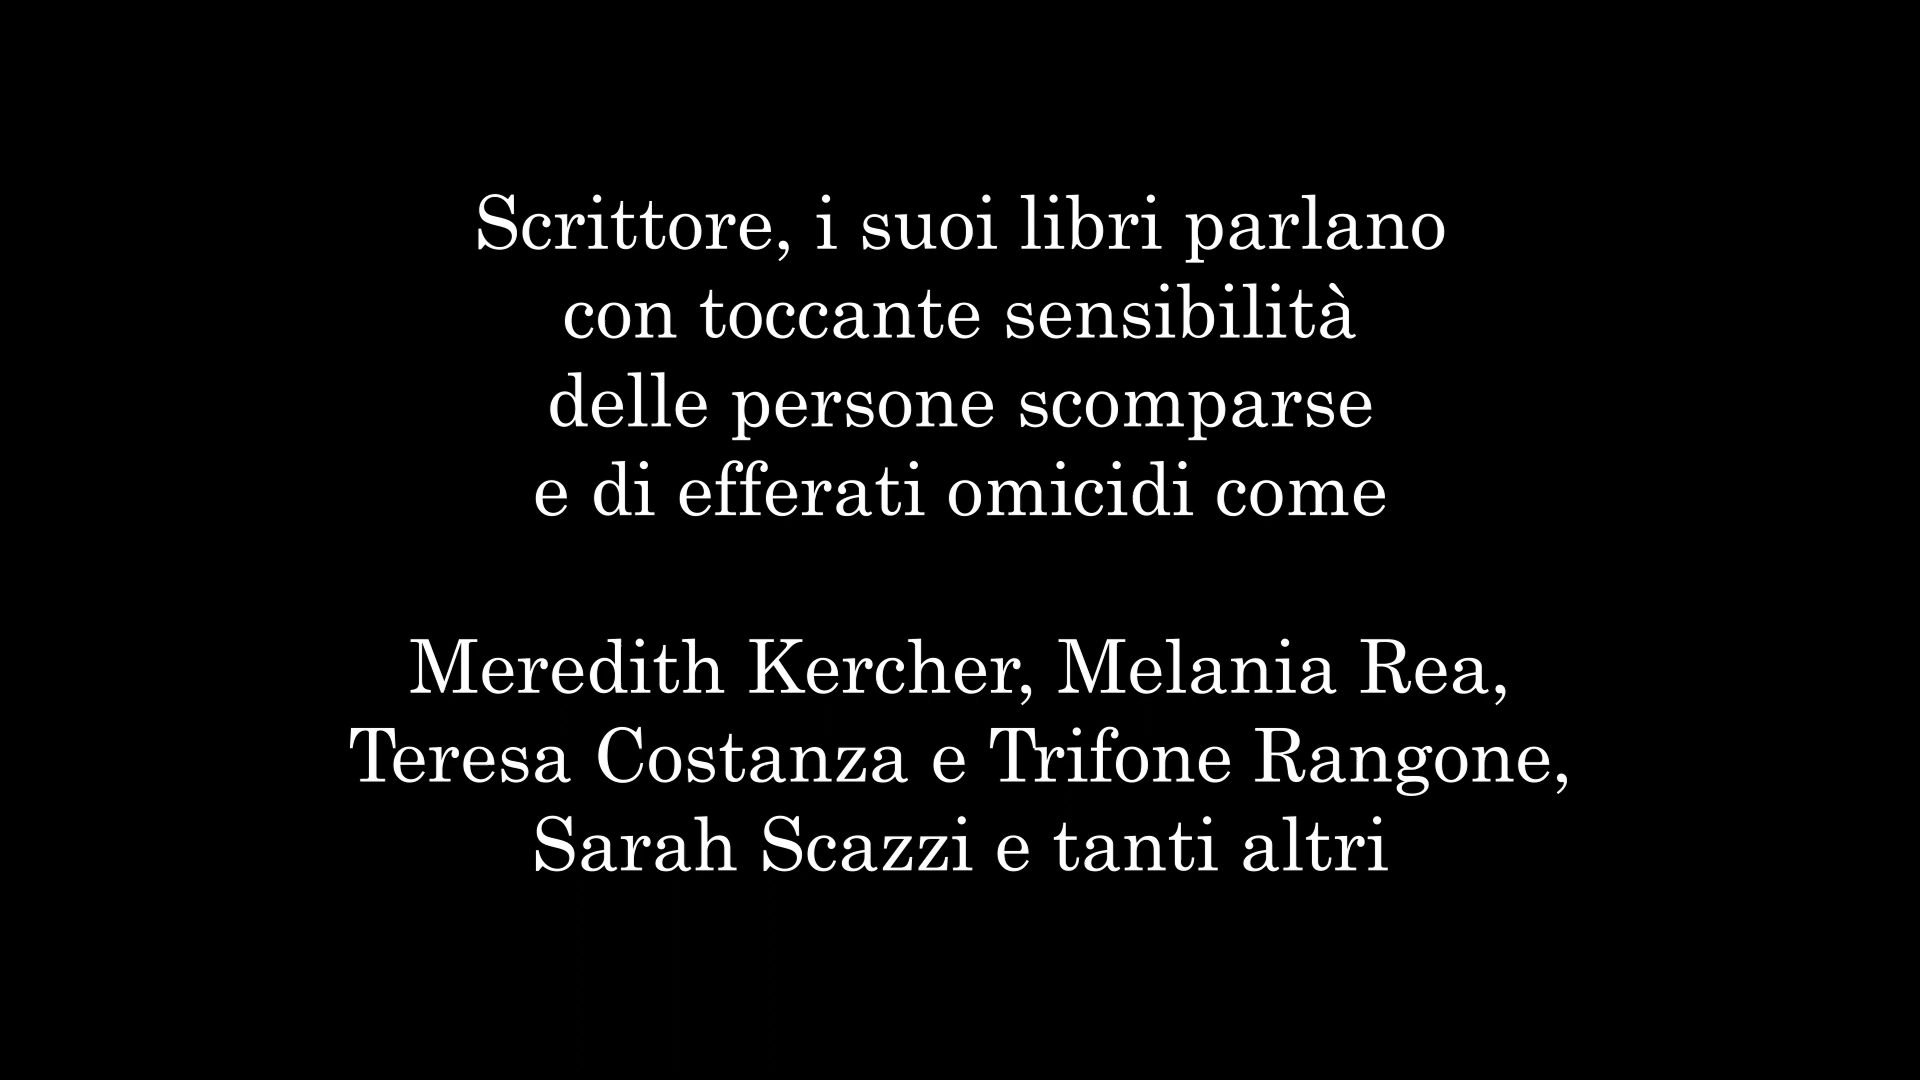 Scrittore, i suoi libri parlano
con toccante sensibilità
delle persone scomparse
e di efferati omicidi come
Meredith Kercher, Melania Rea,
Teresa Costanza e Trifone Rangone,
Sarah Scazzi e tanti altri